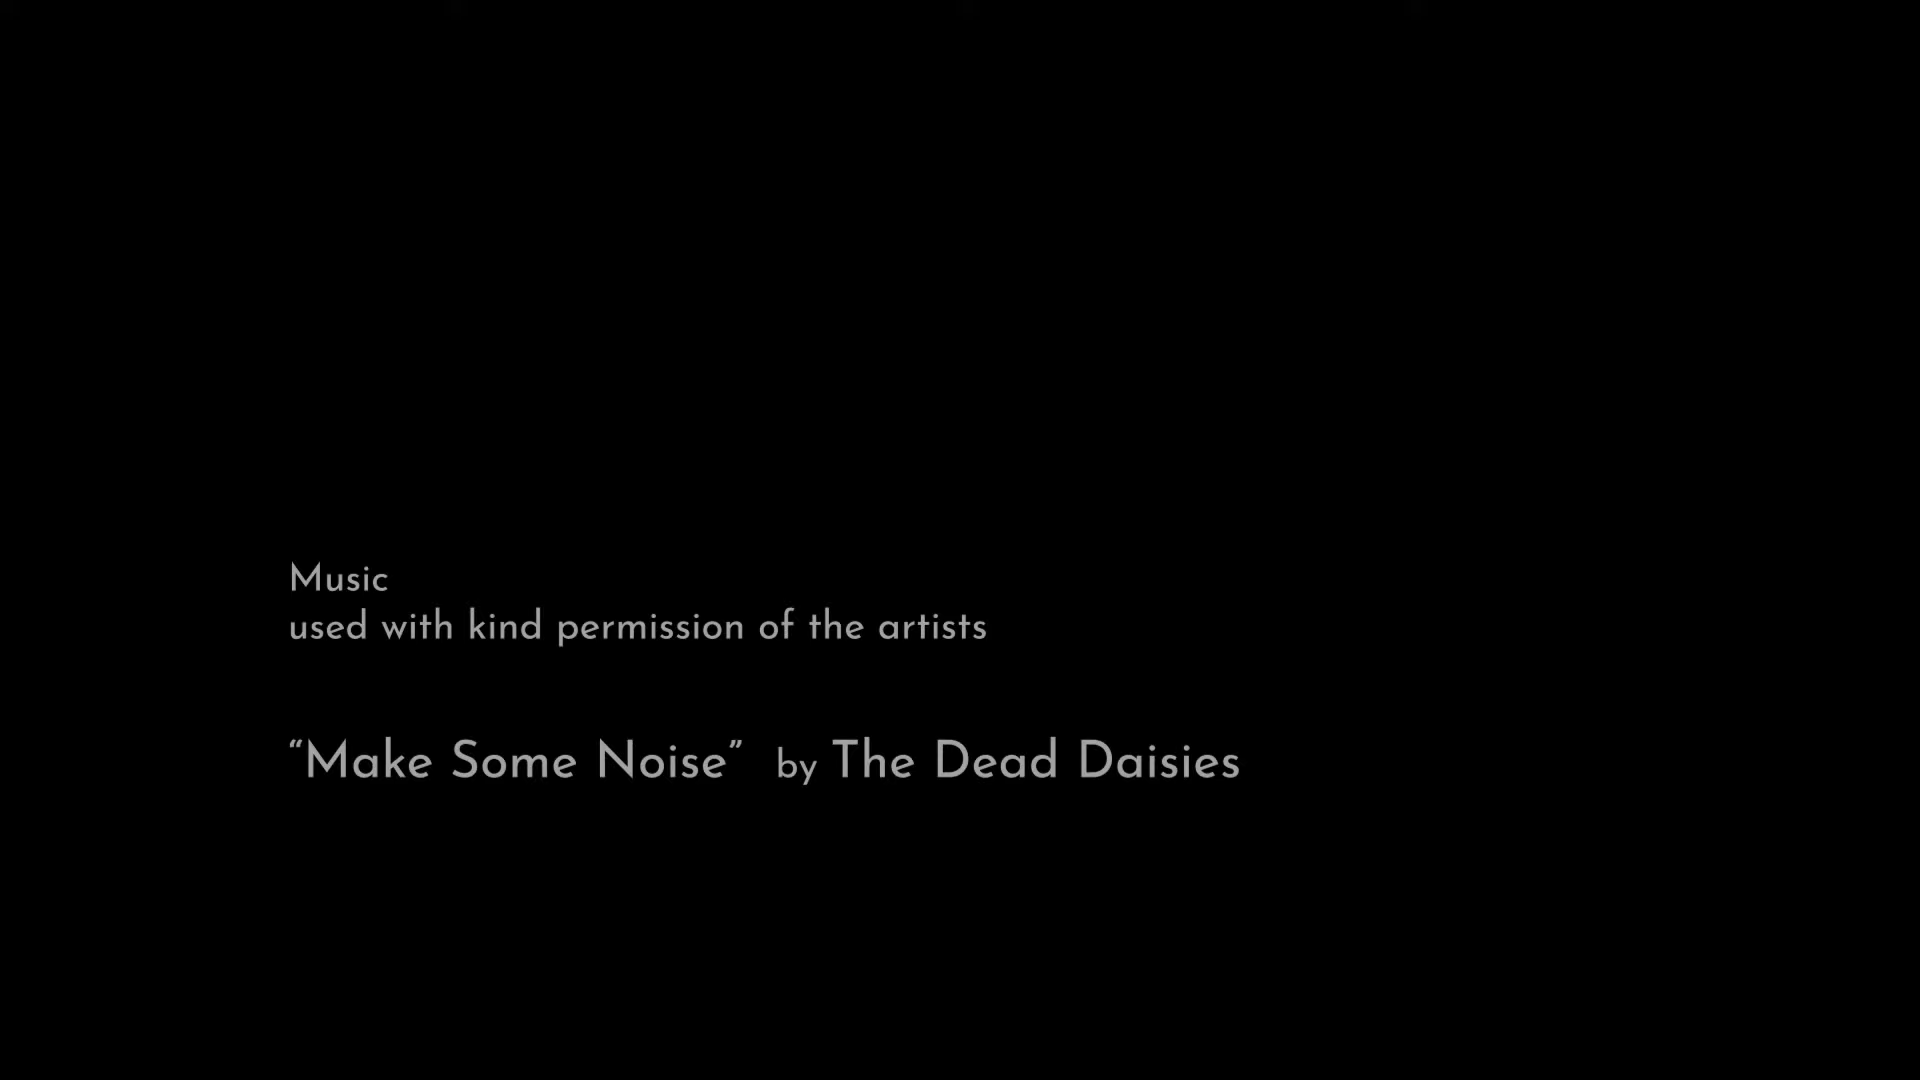 Music
used with kind permission of the artists
“Make Some Noise” by The Dead Daisies